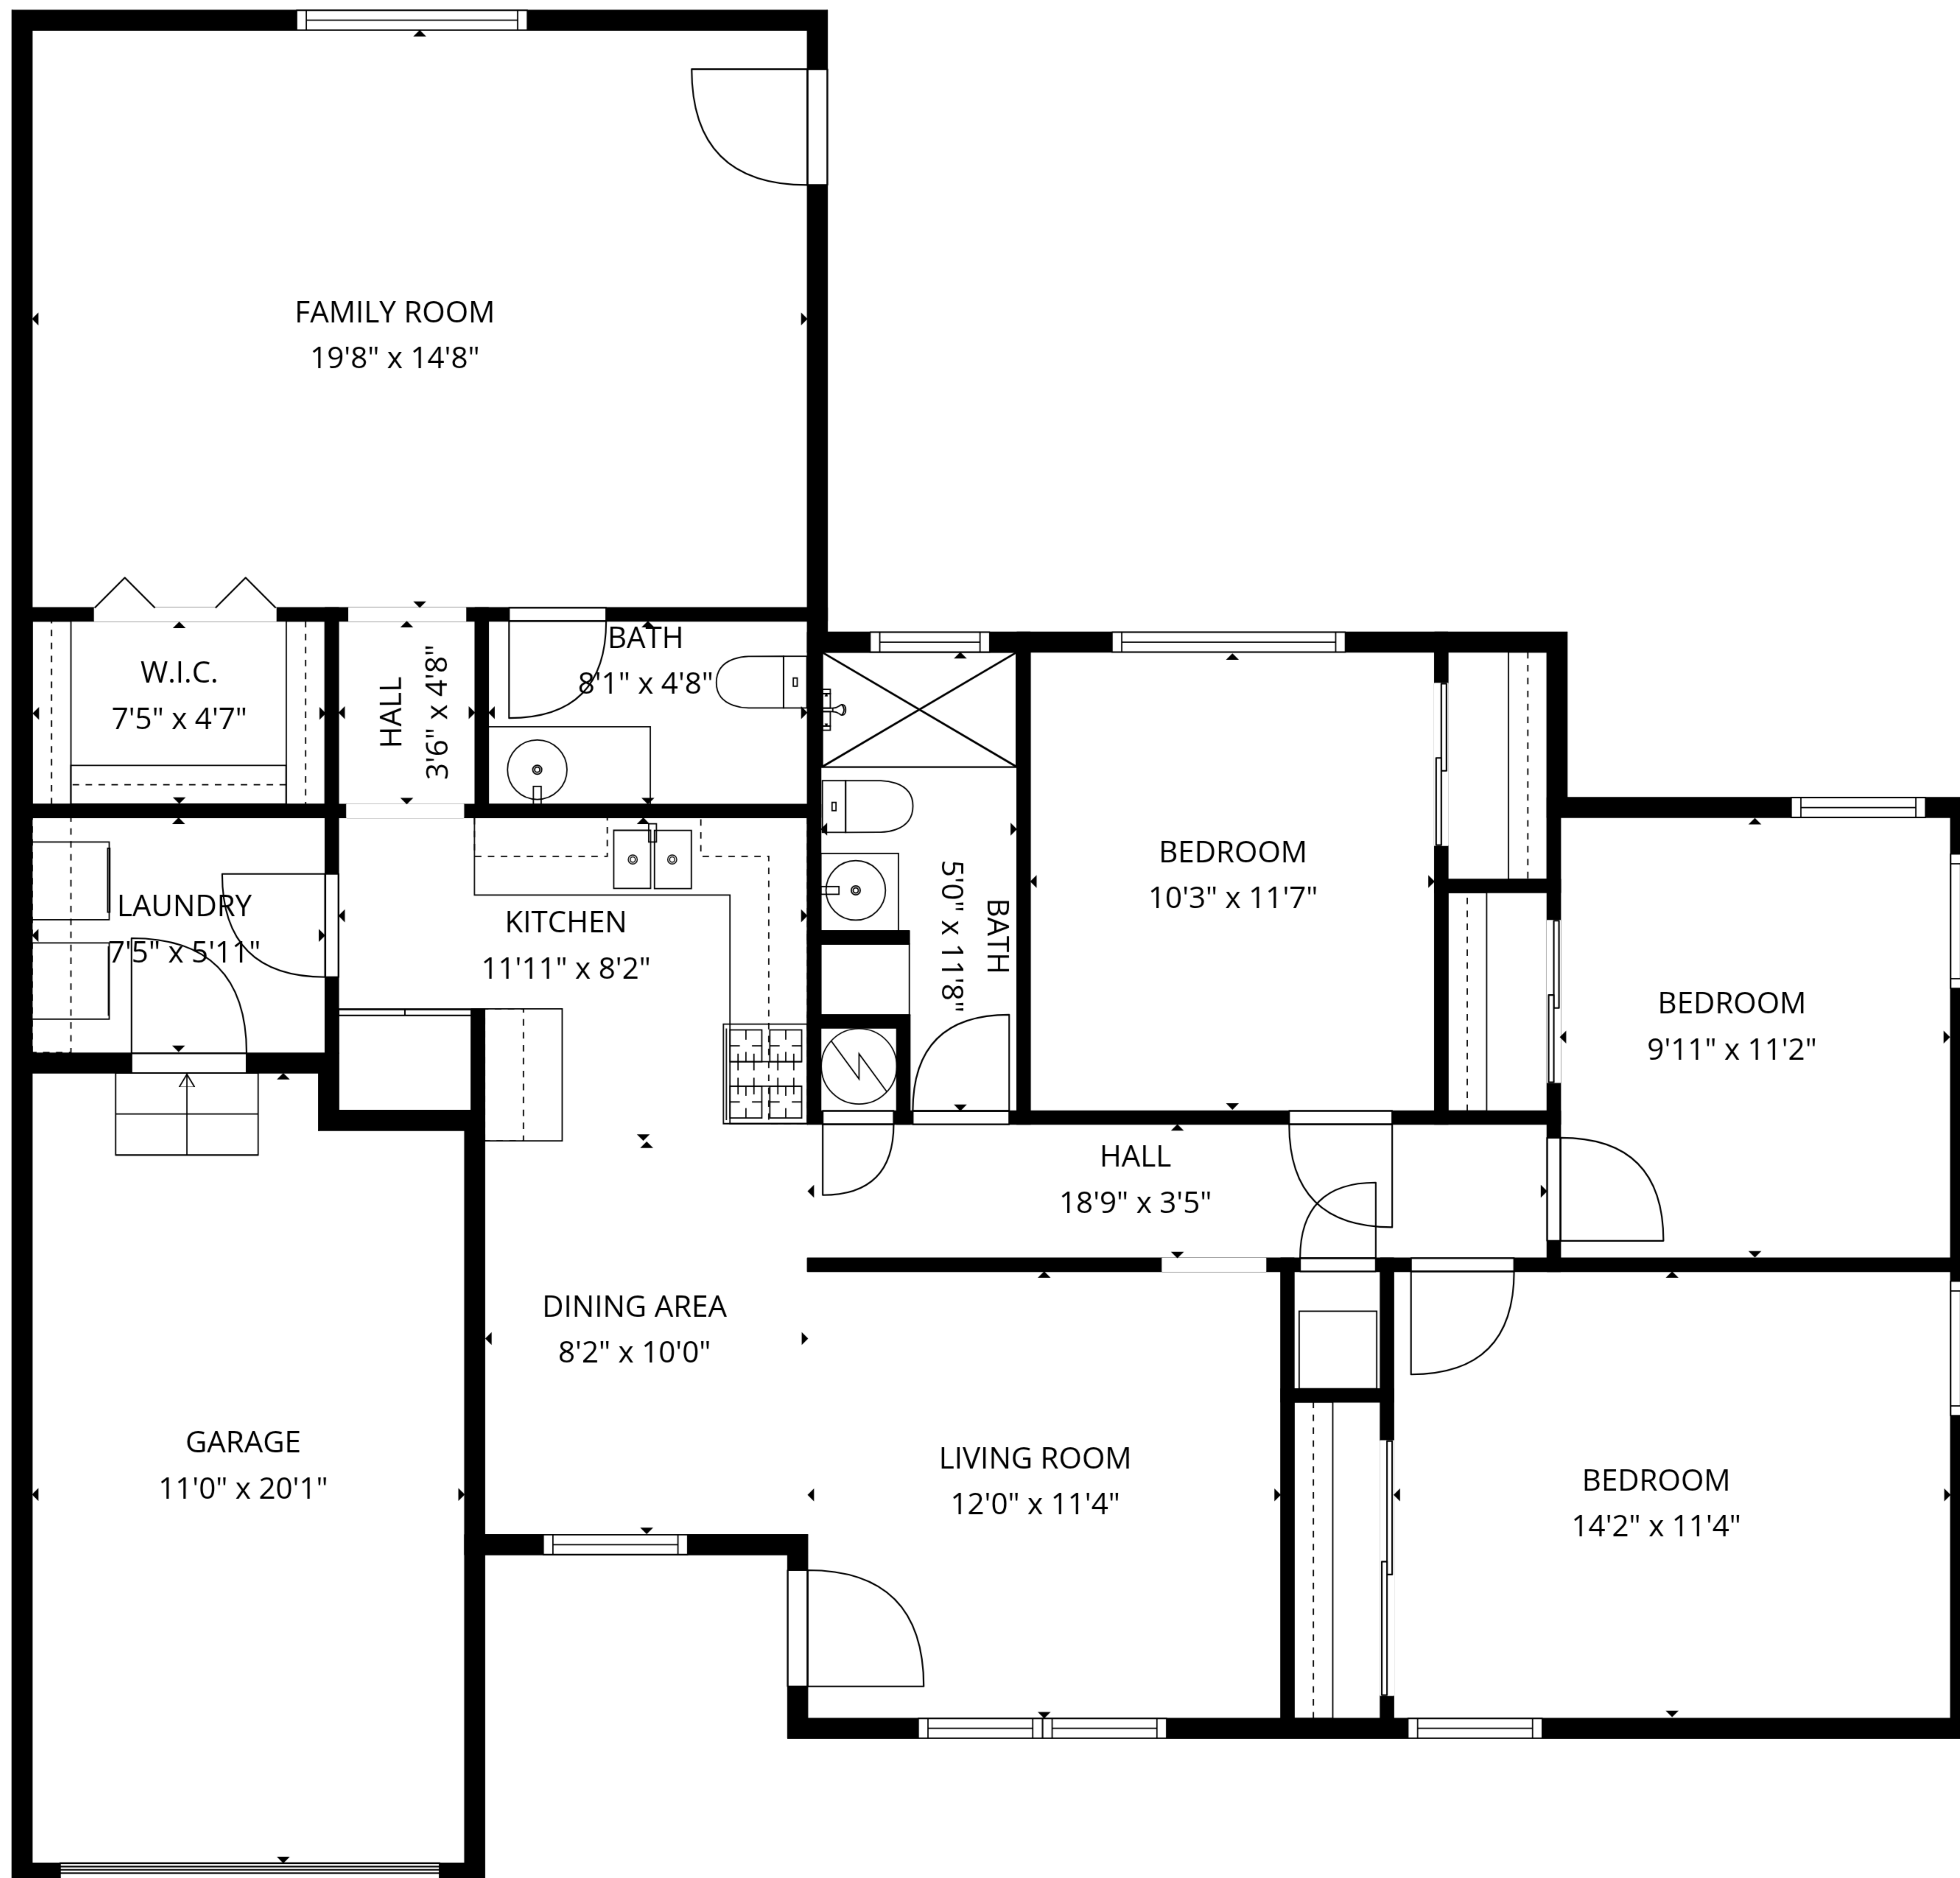 FAMILY ROOM
19'8" x 14'8"
W.I.C.
7'5" x 4'7"
HALL
3'6" x 4'8"
BATH
8'1" x 4'8"
LAUNDRY
7'5" x 5'11"
KITCHEN
11'11" x 8'2"
BATH
5'0" x 11'8"
BEDROOM
10'3" x 11'7"
BEDROOM
9'11" x 11'2"
HALL
18'9" x 3'5"
DINING AREA
8'2" x 10'0"
GARAGE
11'0" x 20'1"
LIVING ROOM
12'0" x 11'4"
BEDROOM
14'2" x 11'4"